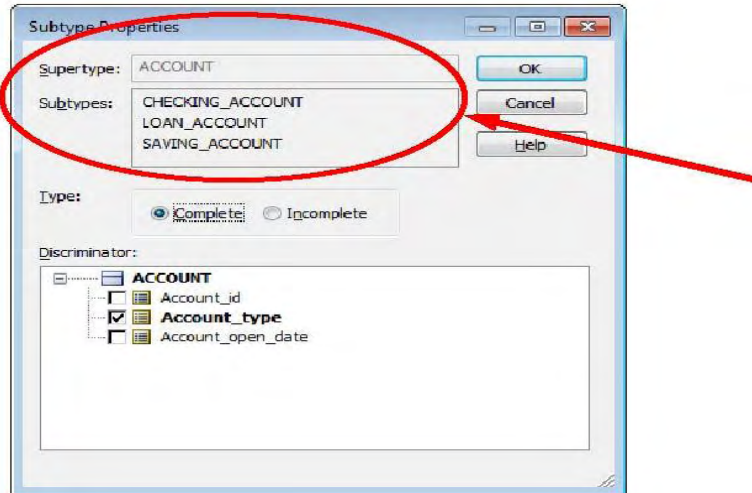 Subtype Properties
Supertype: ACCOUNT
OK
Subtypes: CHECKING_ACCOUNT
LOAN_ACCOUNT
SAVING_ACCOUNT
Cancel
Help
Type:
Complete Incomplete
Discriminator:
ACCOUNT
Account_id
Account_type
Account_open_date